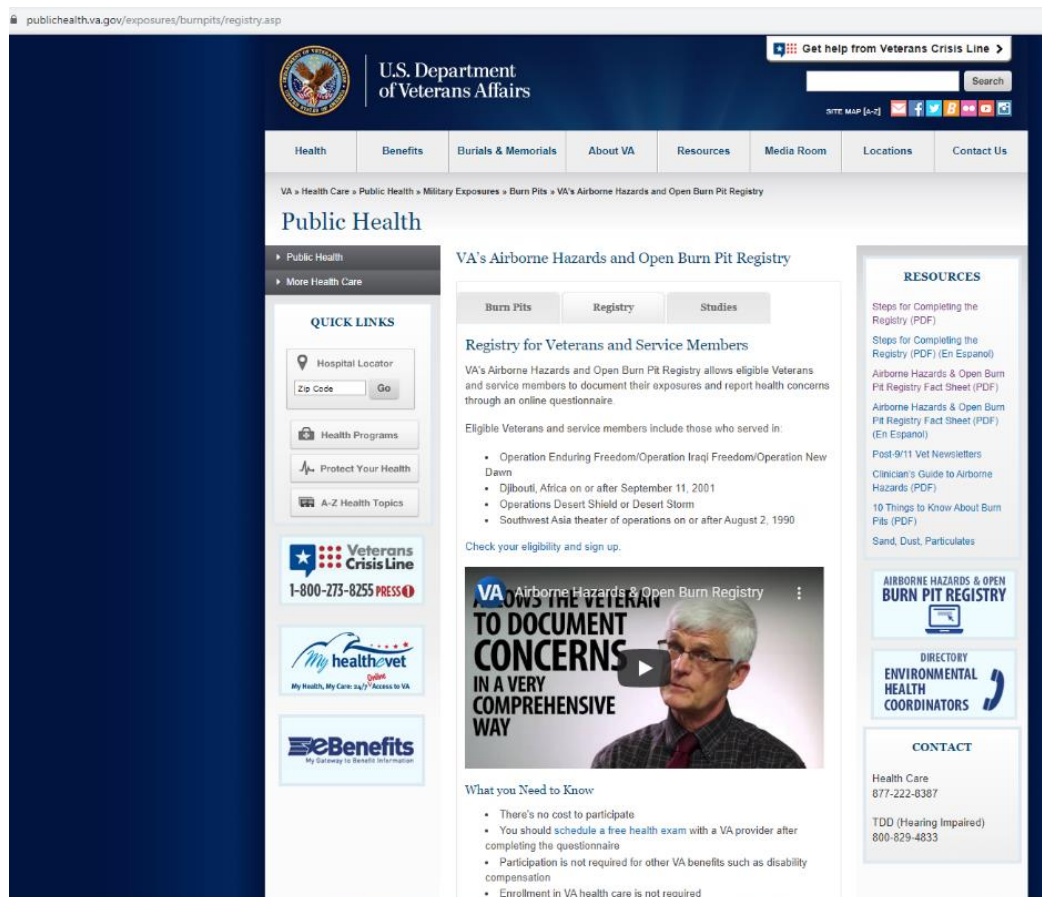 publichealth.va.gov/exposures/burnpits/registry.asp
Get help from Veterans Crisis Line
U.S. Department
of Veterans Affairs
Search
SITE MAP [A-Z]
Health Benefits Burials & Memorials About VA Resources Media Room Locations Contact Us
VA » Health Care » Public Health » Military Exposures » Burn Pits » VA's Airborne Hazards and Open Burn Pit Registry
Public Health
Public Health
More Health Care
QUICK LINKS
Hospital Locator
Zip Code Go
Health Programs
Protect Your Health
A-Z Health Topics
Veterans
Crisis Line
1-800-273-8255 PRESS 1
My healthevet
My Health, My Care: 24/7 Online Access to VA
eBenefits
My Gateway to Benefit Information
VA's Airborne Hazards and Open Burn Pit Registry
Burn Pits Registry Studies
Registry for Veterans and Service Members
VA's Airborne Hazards and Open Burn Pit Registry allows eligible Veterans
and service members to document their exposures and report health concerns
through an online questionnaire.
Eligible Veterans and service members include those who served in:
• Operation Enduring Freedom/Operation Iraqi Freedom/Operation New
Dawn
• Djibouti, Africa on or after September 11, 2001
• Operations Desert Shield or Desert Storm
• Southwest Asia theater of operations on or after August 2, 1990
Check your eligibility and sign up.
VA Airborne Hazards & Open Burn Registry
ALLOWS THE VETERAN
TO DOCUMENT
CONCERNS
IN A VERY
COMPREHENSIVE
WAY
What you Need to Know
• There's no cost to participate
• You should schedule a free health exam with a VA provider after
completing the questionnaire
• Participation is not required for other VA benefits such as disability
compensation
• Enrollment in VA health care is not required
RESOURCES
Steps for Completing the
Registry (PDF)
Steps for Completing the
Registry (PDF) (En Espanol)
Airborne Hazards & Open Burn
Pit Registry Fact Sheet (PDF)
Airborne Hazards & Open Burn
Pit Registry Fact Sheet (PDF)
(En Espanol)
Post-9/11 Vet
Newsletters
Clinician's Guide to Airborne
Hazards (PDF)
10 Things to Know About Burn
Pits (PDF)
Sand, Dust, Particulates
AIRBORNE HAZARDS & OPEN
BURN PIT REGISTRY
DIRECTORY
ENVIRONMENTAL
HEALTH
COORDINATORS
CONTACT
Health Care
877-222-8387
TDD (Hearing Impaired)
800-829-4833